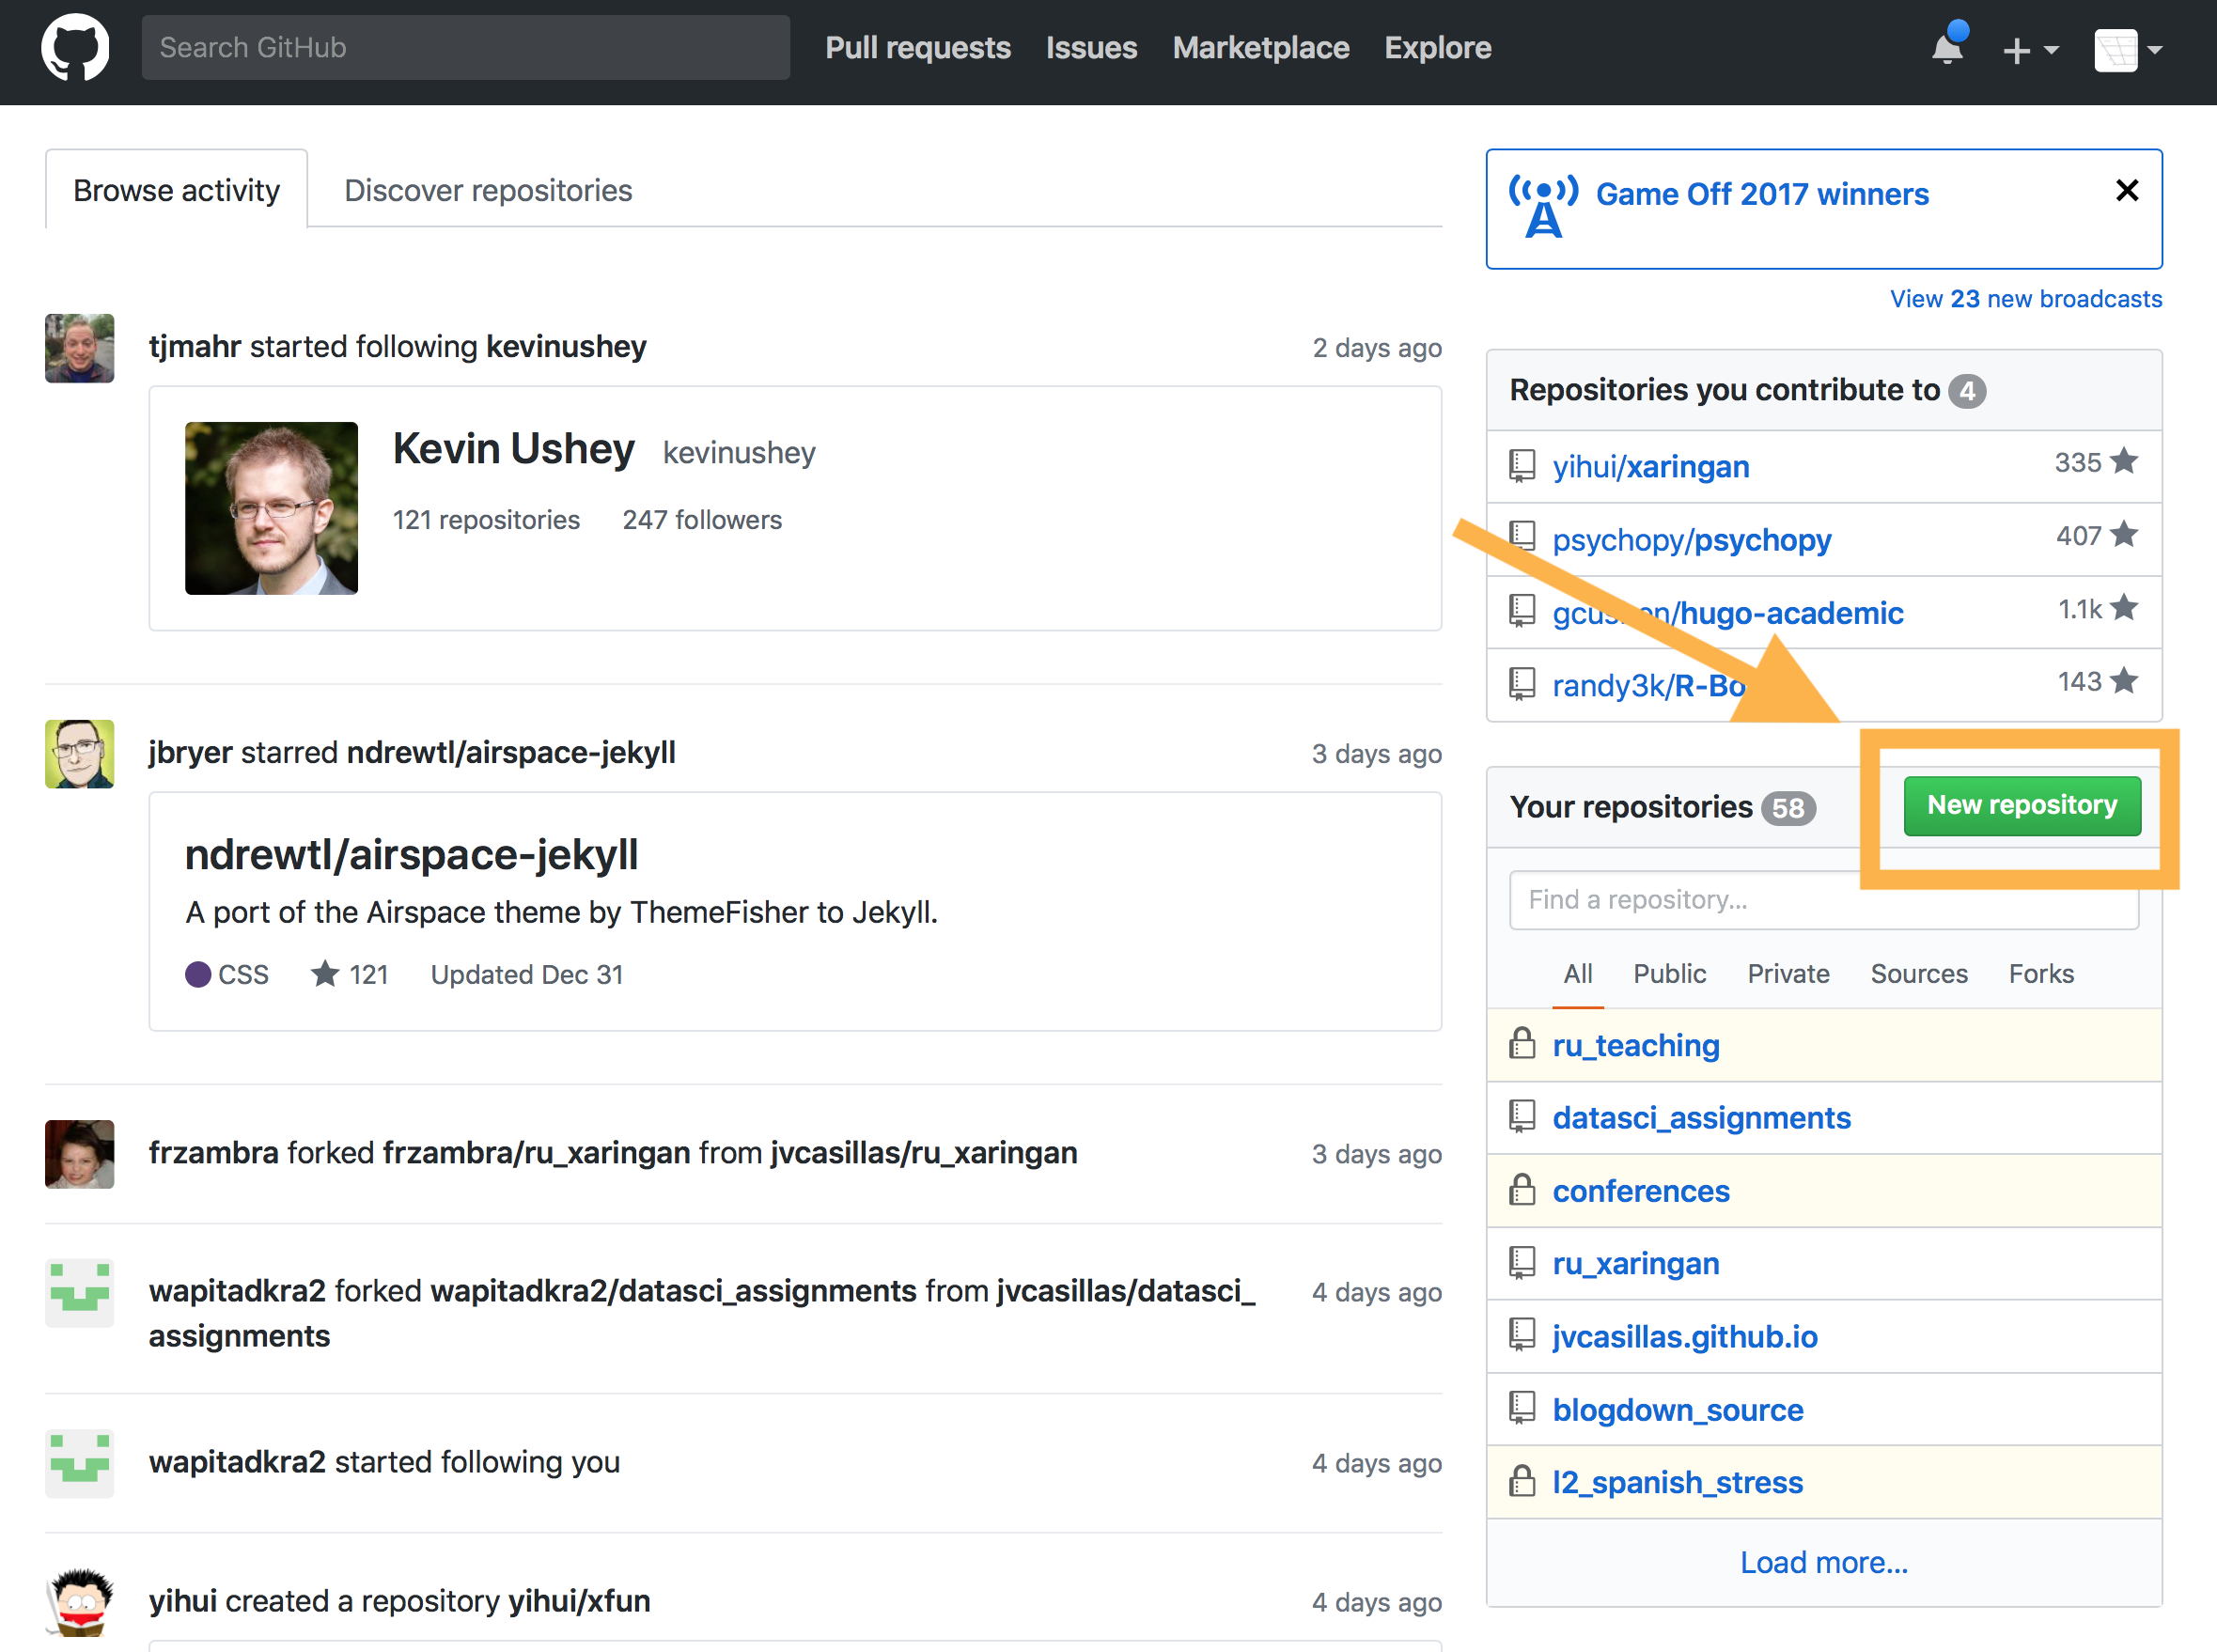 Search GitHub
Pull requests
Issues
Marketplace
Explore
Browse activity
Discover repositories
tjmahr started following kevinushey
2 days ago
Kevin Ushey kevinushey
121 repositories 247 followers
jbryer starred ndrewtl/airspace-jekyll
3 days ago
ndrewtl/airspace-jekyll
A port of the Airspace theme by ThemeFisher to Jekyll.
CSS 121 Updated Dec 31
frzambra forked frzambra/ru_xaringan from jvcasillas/ru_xaringan
3 days ago
wapitadkra2 forked wapitadkra2/datasci_assignments from jvcasillas/datasci_
assignments
4 days ago
wapitadkra2 started following you
4 days ago
yihui created a repository yihui/xfun
4 days ago
Game Off 2017 winners
View 23 new broadcasts
Repositories you contribute to 4
yihui/xaringan 335
psychopy/psychopy 407
/hugo-academic 1.1k
randy3k/ 143
Your repositories 58
New repository
Find a repository...
All Public Private Sources Forks
ru_teaching
datasci_assignments
conferences
ru_xaringan
jvcasillas.github.io
blogdown_source
l2_spanish_stress
Load more...